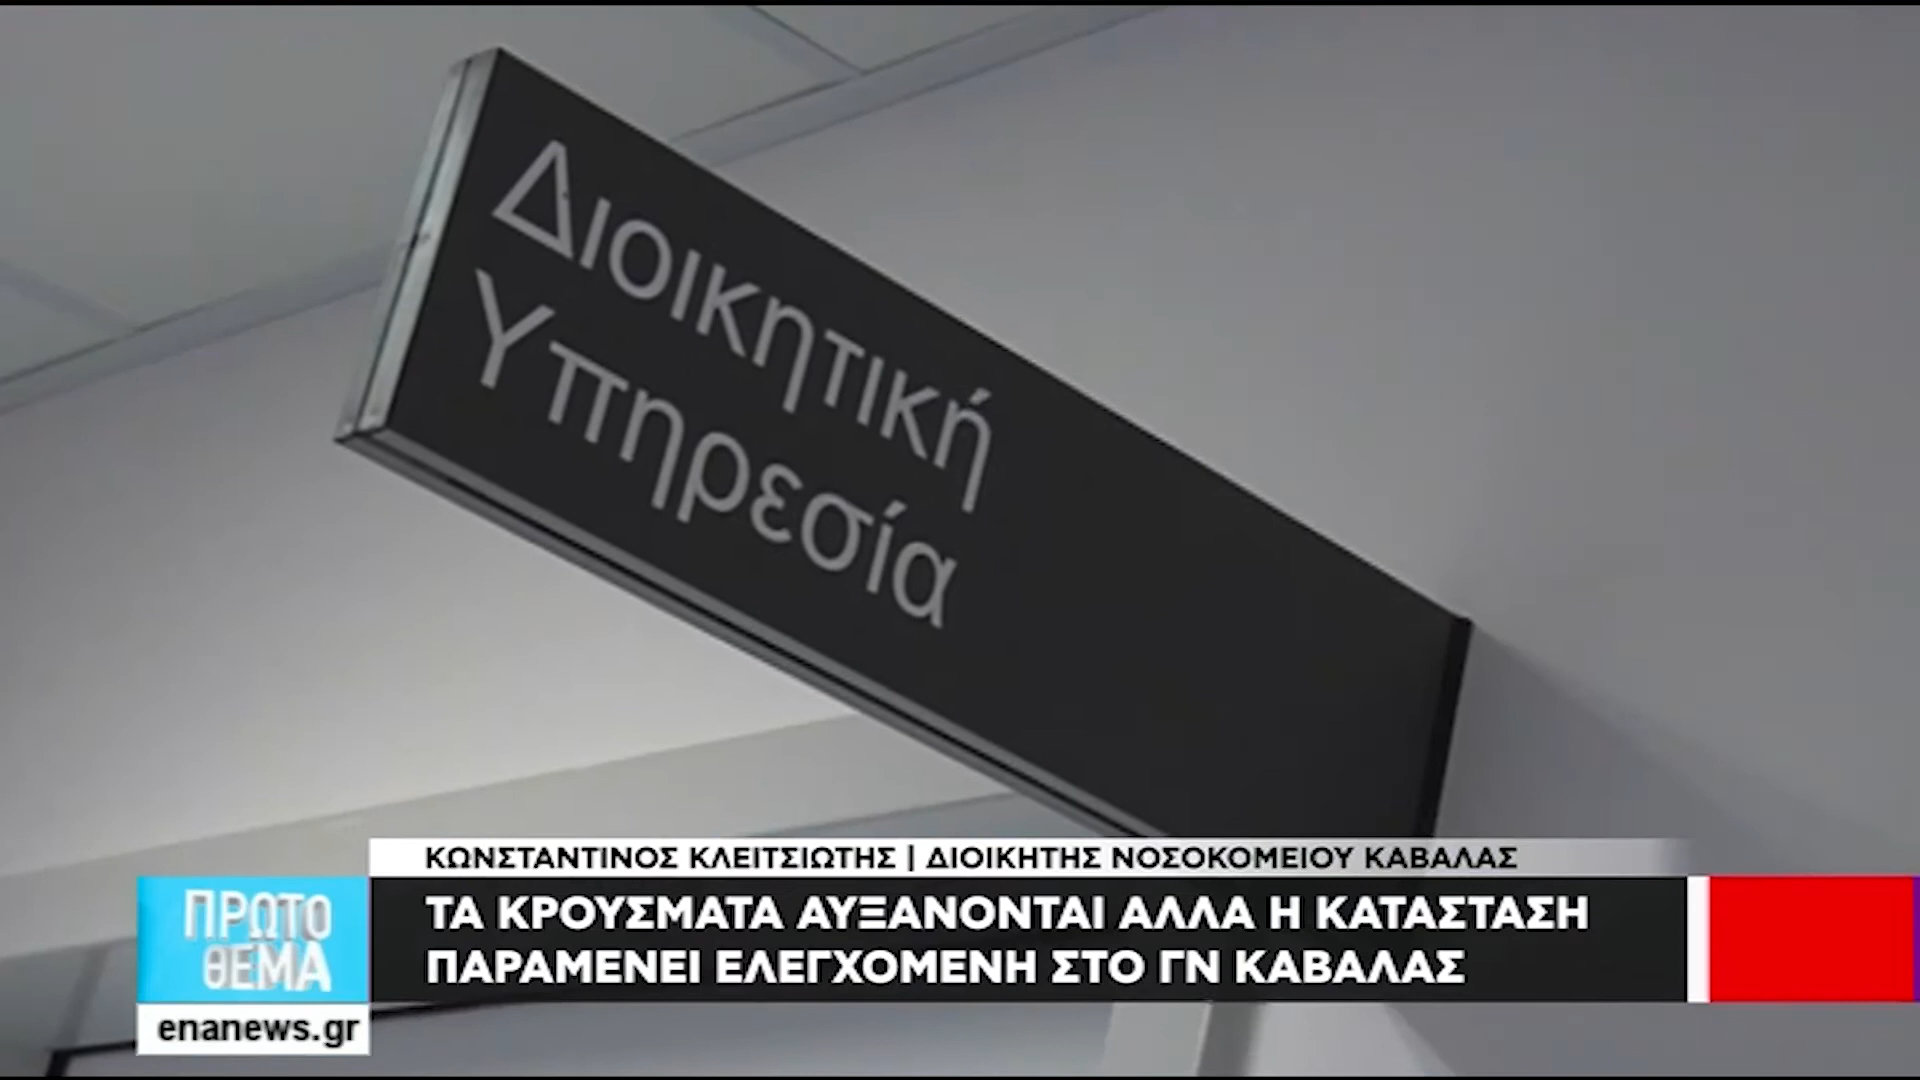 Διοικητική
Υπηρεσία
ΚΩΝΣΤΑΝΤΙΝΟΣ ΚΛΕΙΤΣΙΩΤΗΣ | ΔΙΟΙΚΗΤΗΣ ΝΟΣΟΚΟΜΕΙΟΥ ΚΑΒΑΛΑΣ
ΤΑ ΚΡΟΥΣΜΑΤΑ ΑΥΞΑΝΟΝΤΑΙ ΑΛΛΑ Η ΚΑΤΑΣΤΑΣΗ
ΠΑΡΑΜΕΝΕΙ ΕΛΕΓΧΟΜΕΝΗ ΣΤΟ ΓΝ ΚΑΒΑΛΑΣ
ΠΡΩΤΟ
ΘΕΜΑ
enanews.gr